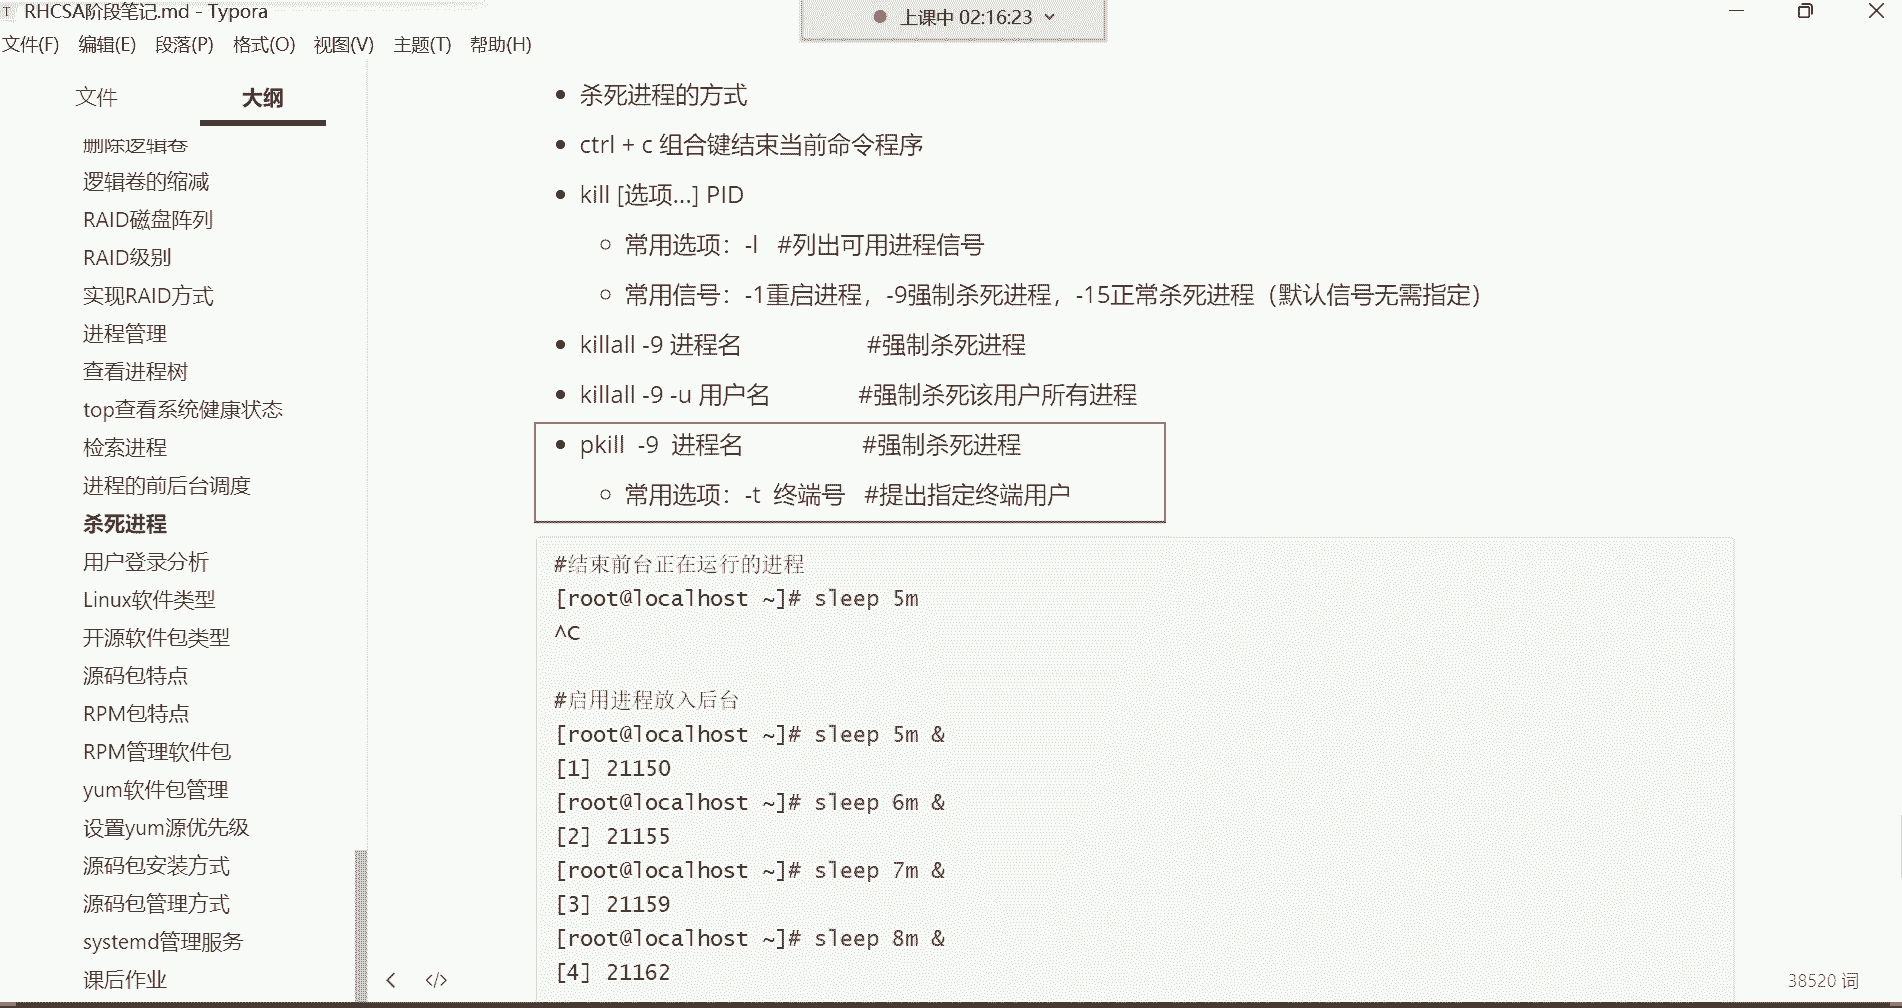 RHCSA阶段笔记.md - Typora
上课中 02:16:23
文件(F) 编辑(E) 段落(P) 格式(O) 视图(V) 主题(T) 帮助(H)
文件 大纲
删除逻辑卷
逻辑卷的缩减
RAID磁盘阵列
RAID级别
实现RAID方式
进程管理
查看进程树
top查看系统健康状态
检索进程
进程的前后台调度
杀死进程
用户登录分析
Linux软件类型
开源软件包类型
源码包特点
RPM包特点
RPM管理软件包
yum软件包管理
设置yum源优先级
源码包安装方式
源码包管理方式
systemd管理服务
课后作业
杀死进程的方式
ctrl + c 组合键结束当前命令程序
kill [选项...] PID
常用选项：-l #列出可用进程信号
常用信号：-1重启进程，-9强制杀死进程，-15正常杀死进程（默认信号无需指定）
killall -9 进程名 #强制杀死进程
killall -9 -u 用户名 #强制杀死该用户所有进程
pkill -9 进程名 #强制杀死进程
常用选项：-t 终端号 #提出指定终端用户
#结束前台正在运行的进程
[root@localhost ~]# sleep 5m
^C
#启用进程放入后台
[root@localhost ~]# sleep 5m &
[1] 21150
[root@localhost ~]# sleep 6m &
[2] 21155
[root@localhost ~]# sleep 7m &
[3] 21159
[root@localhost ~]# sleep 8m &
[4] 21162
38520 词